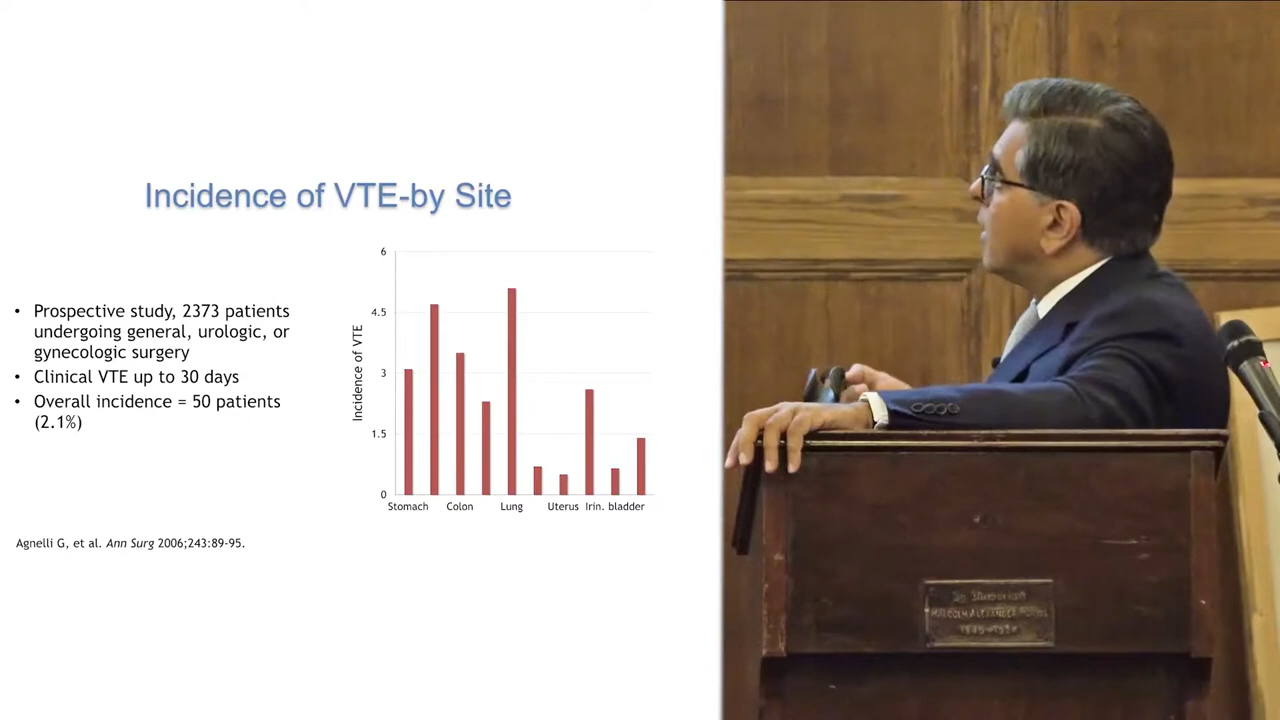 Incidence of VTE-by Site
• Prospective study, 2373 patients
undergoing general, urologic, or
gynecologic surgery
• Clinical VTE up to 30 days
• Overall incidence = 50 patients
(2.1%)
Incidence of VTE
6
4.5
3
1.5
0
Stomach Colon Lung Uterus Irin. bladder
Agnelli G, et al. Ann Surg 2006;243:89-95.
MALCOLM ALEXANDER